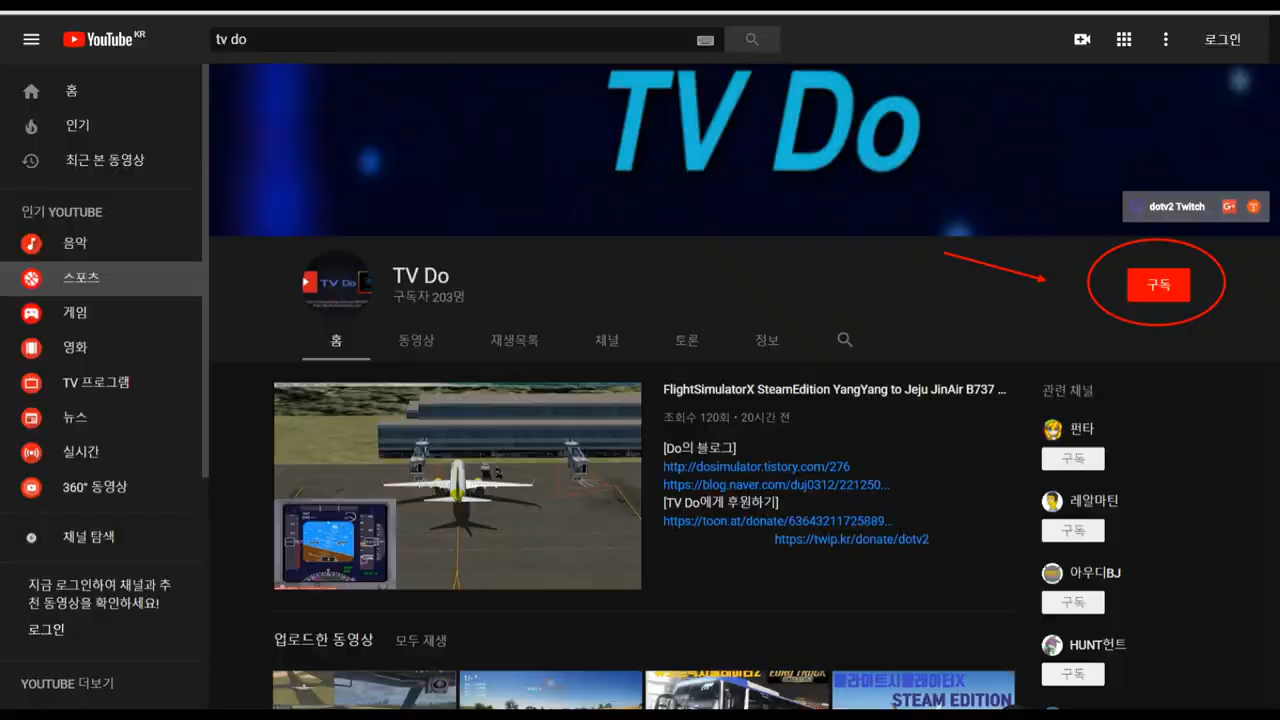 YouTube KR
tv do
로그인
홈
인기
최근 본 동영상
인기 YOUTUBE
음악
스포츠
게임
영화
TV 프로그램
뉴스
실시간
360° 동영상
채널 탐색
지금 로그인하여 채널과 추
천 동영상을 확인하세요!
로그인
YOUTUBE 더보기
TV Do
dotv2 Twitch
G+
TV Do
TV Do
구독자 203명
구독
홈
동영상
재생목록
채널
토론
정보
FlightSimulatorX SteamEdition YangYang to Jeju JinAir B737 ...
조회수 120회 • 20시간 전
[Do의 블로그]
http://dosimulator.tistory.com/276
https://blog.naver.com/duj0312/221250...
[TV Do에게 후원하기]
https://toon.at/donate/63643211725889...
https://twip.kr/donate/dotv2
관련 채널
펀타
구독
레알마틴
구독
아우디BJ
구독
HUNT헌트
구독
업로드한 동영상
모두 재생
EURO TRUCK
STEAM EDITION